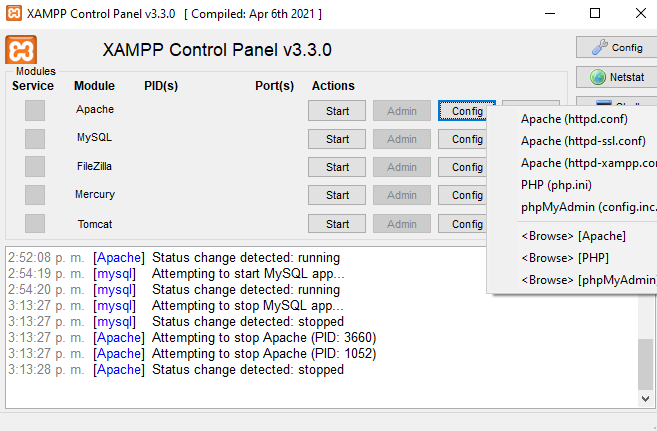 XAMPP Control Panel v3.3.0 [ Compiled: Apr 6th 2021 ]
XAMPP Control Panel v3.3.0
Config
Modules
Netstat
Service Module PID(s) Port(s) Actions
Apache Start Admin Config
MySQL Start Admin Config
FileZilla Start Admin Config
Mercury Start Admin Config
Tomcat Start Admin Config
Apache (httpd.conf)
Apache (httpd-ssl.conf)
Apache (httpd-xampp.con
PHP (php.ini)
phpMyAdmin (config.inc.
<Browse> [Apache]
<Browse> [PHP]
<Browse> [phpMyAdmin]
2:52:08 p. m. [Apache] Status change detected: running
2:54:19 p. m. [mysql] Attempting to start MySQL app...
2:54:20 p. m. [mysql] Status change detected: running
3:13:27 p. m. [mysql] Attempting to stop MySQL app...
3:13:27 p. m. [mysql] Status change detected: stopped
3:13:27 p. m. [Apache] Attempting to stop Apache (PID: 3660)
3:13:27 p. m. [Apache] Attempting to stop Apache (PID: 1052)
3:13:28 p. m. [Apache] Status change detected: stopped